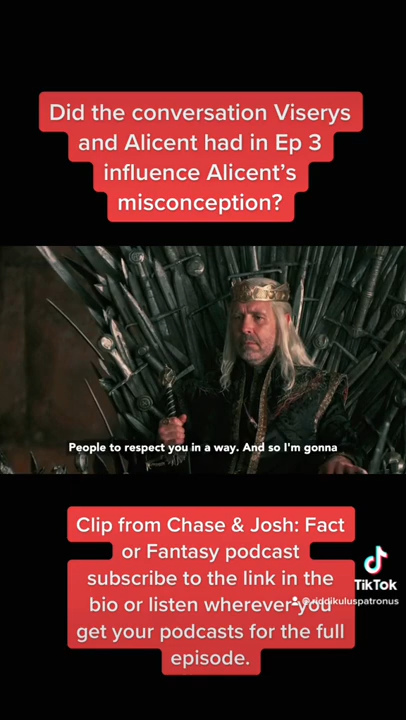 Did the conversation Viserys
and Alicent had in Ep 3
influence Alicent's
misconception?
People to respect you in a way. And so I'm gonna
Clip from Chase & Josh: Fact
or Fantasy podcast
subscribe to the link in the
bio or listen wherever you
get your podcasts for the full
episode.
TikTok
@riddikuluspatronus